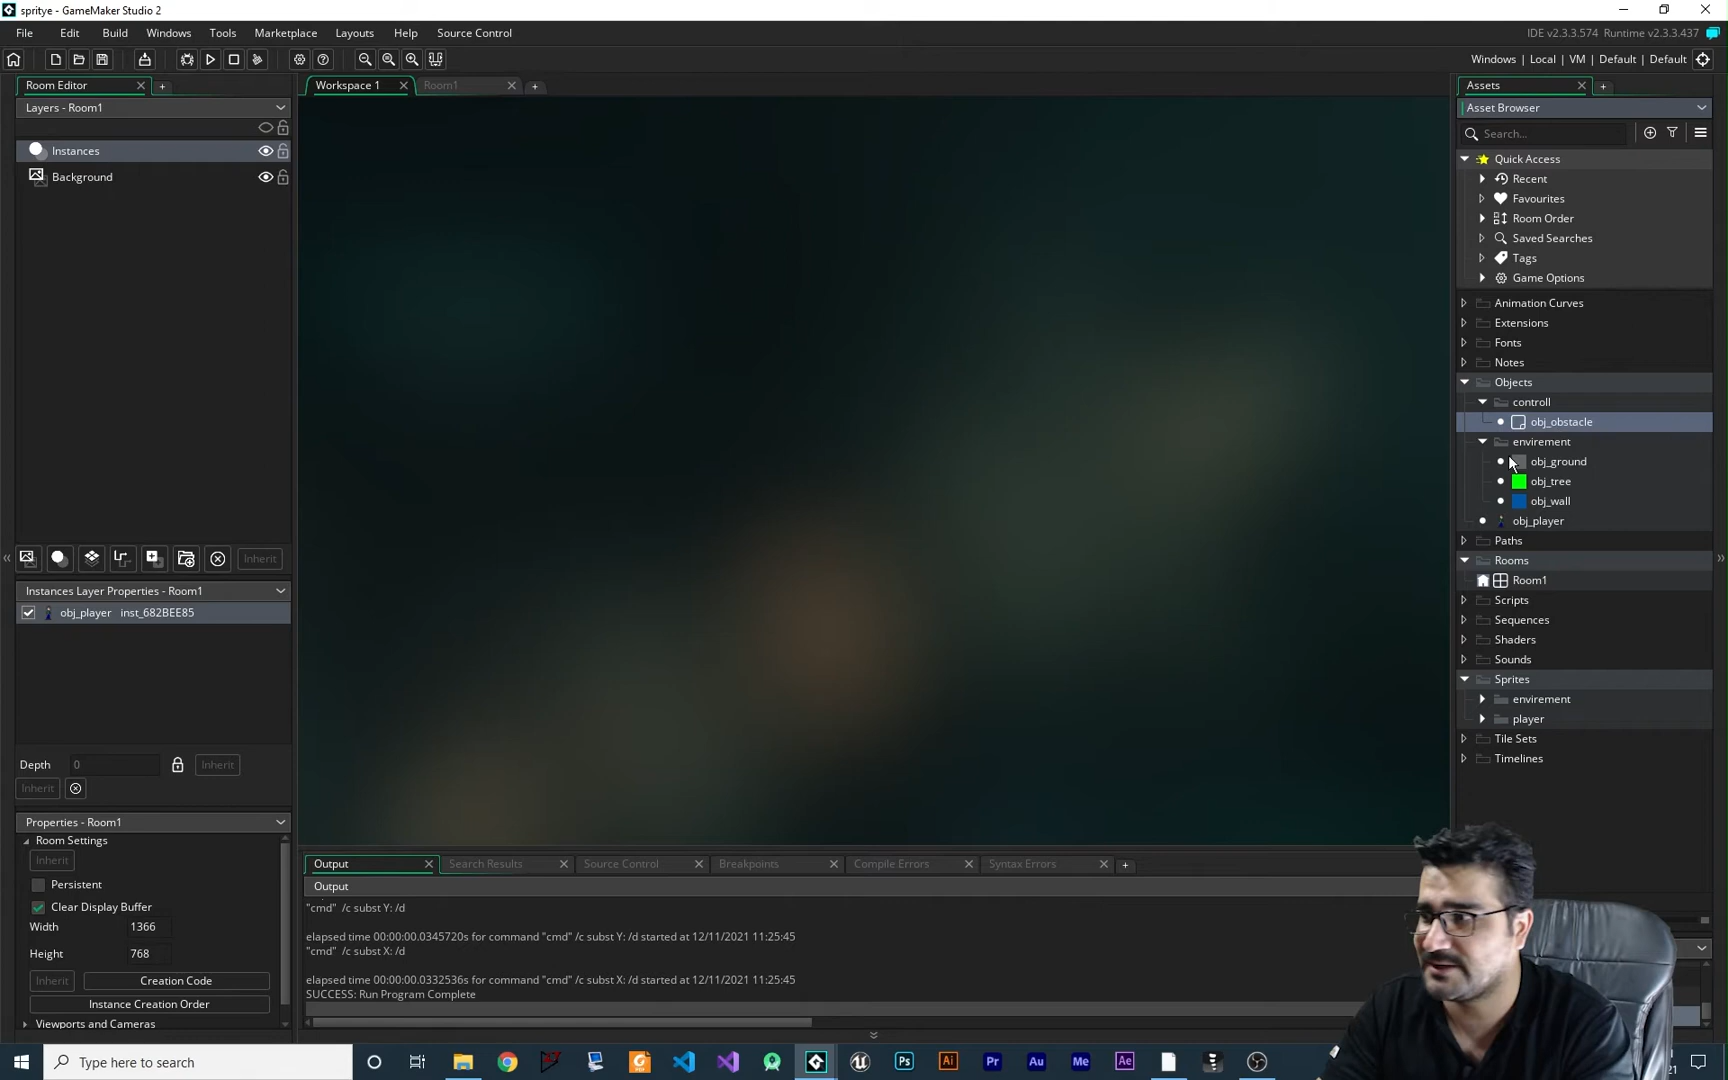 spritye - GameMaker Studio 2
File Edit Build Windows Tools Marketplace Layouts Help Source Control
IDE v2.3.3.574 Runtime v2.3.3.437
Windows | Local | VM | Default | Default
Room Editor
Layers - Room1
Instances
Background
Inherit
Instances Layer Properties - Room1
obj_player inst_682BEE85
Depth 0 Inherit
Inherit
Properties - Room1
Room Settings
Inherit
Persistent
Clear Display Buffer
Width 1366
Height 768
Inherit Creation Code
Instance Creation Order
Viewports and Cameras
Workspace 1 Room1
Output Search Results Source Control Breakpoints Compile Errors Syntax Errors
Output
"cmd" /c subst Y: /d
elapsed time 00:00:00.0345720s for command "cmd" /c subst Y: /d started at 12/11/2021 11:25:45
"cmd" /c subst X: /d
elapsed time 00:00:00.0332536s for command "cmd" /c subst X: /d started at 12/11/2021 11:25:45
SUCCESS: Run Program Complete
Assets
Asset Browser
Search...
Quick Access
Recent
Favourites
Room Order
Saved Searches
Tags
Game Options
Animation Curves
Extensions
Fonts
Notes
Objects
controll
obj_obstacle
envirement
obj_ground
obj_tree
obj_wall
obj_player
Paths
Rooms
Room1
Scripts
Sequences
Shaders
Sounds
Sprites
envirement
player
Tile Sets
Timelines
Type here to search
Ps
Ai
Pr
Au
Me
Ae